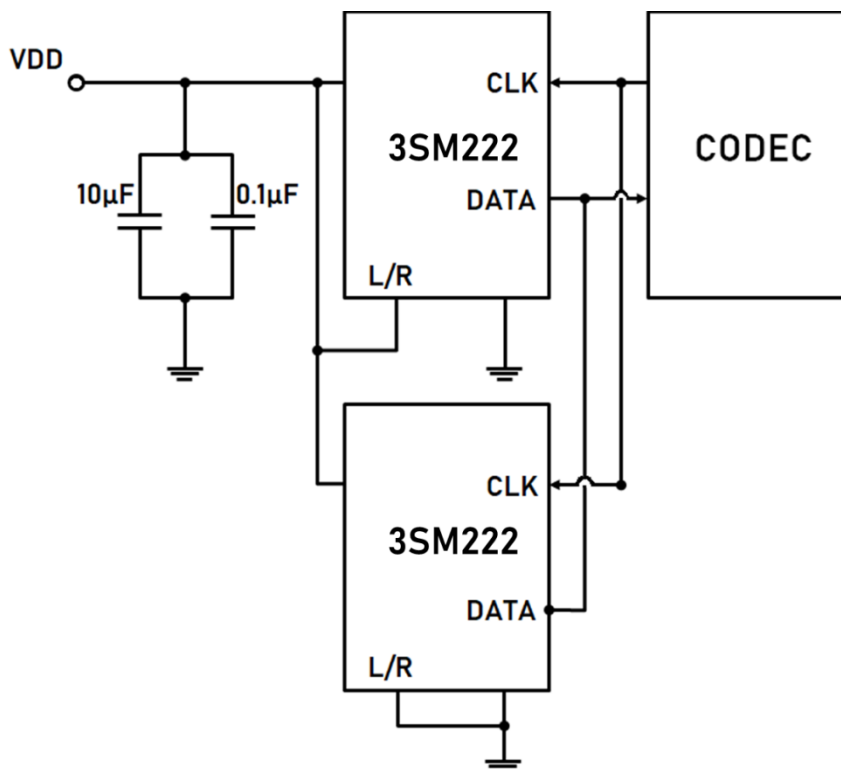 VDD
10µF
0.1µF
CLK
3SM222
DATA
L/R
CODEC
CLK
3SM222
DATA
L/R